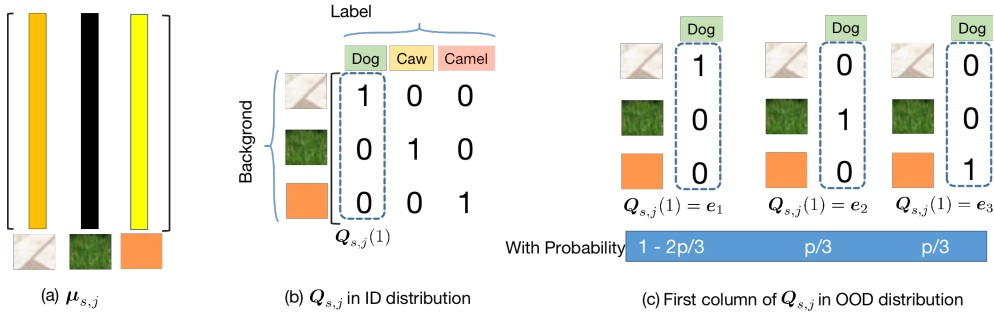 (a) μ_{s,j}
Label
Dog Caw Camel
Background
1 0 0
0 1 0
0 0 1
Q_{s,j}(1)
(b) Q_{s,j} in ID distribution
Dog Dog Dog
1 0 0
0 1 0
0 0 1
Q_{s,j}(1) = e_1 Q_{s,j}(1) = e_2 Q_{s,j}(1) = e_3
With Probability 1 - 2p/3 p/3 p/3
(c) First column of Q_{s,j} in OOD distribution